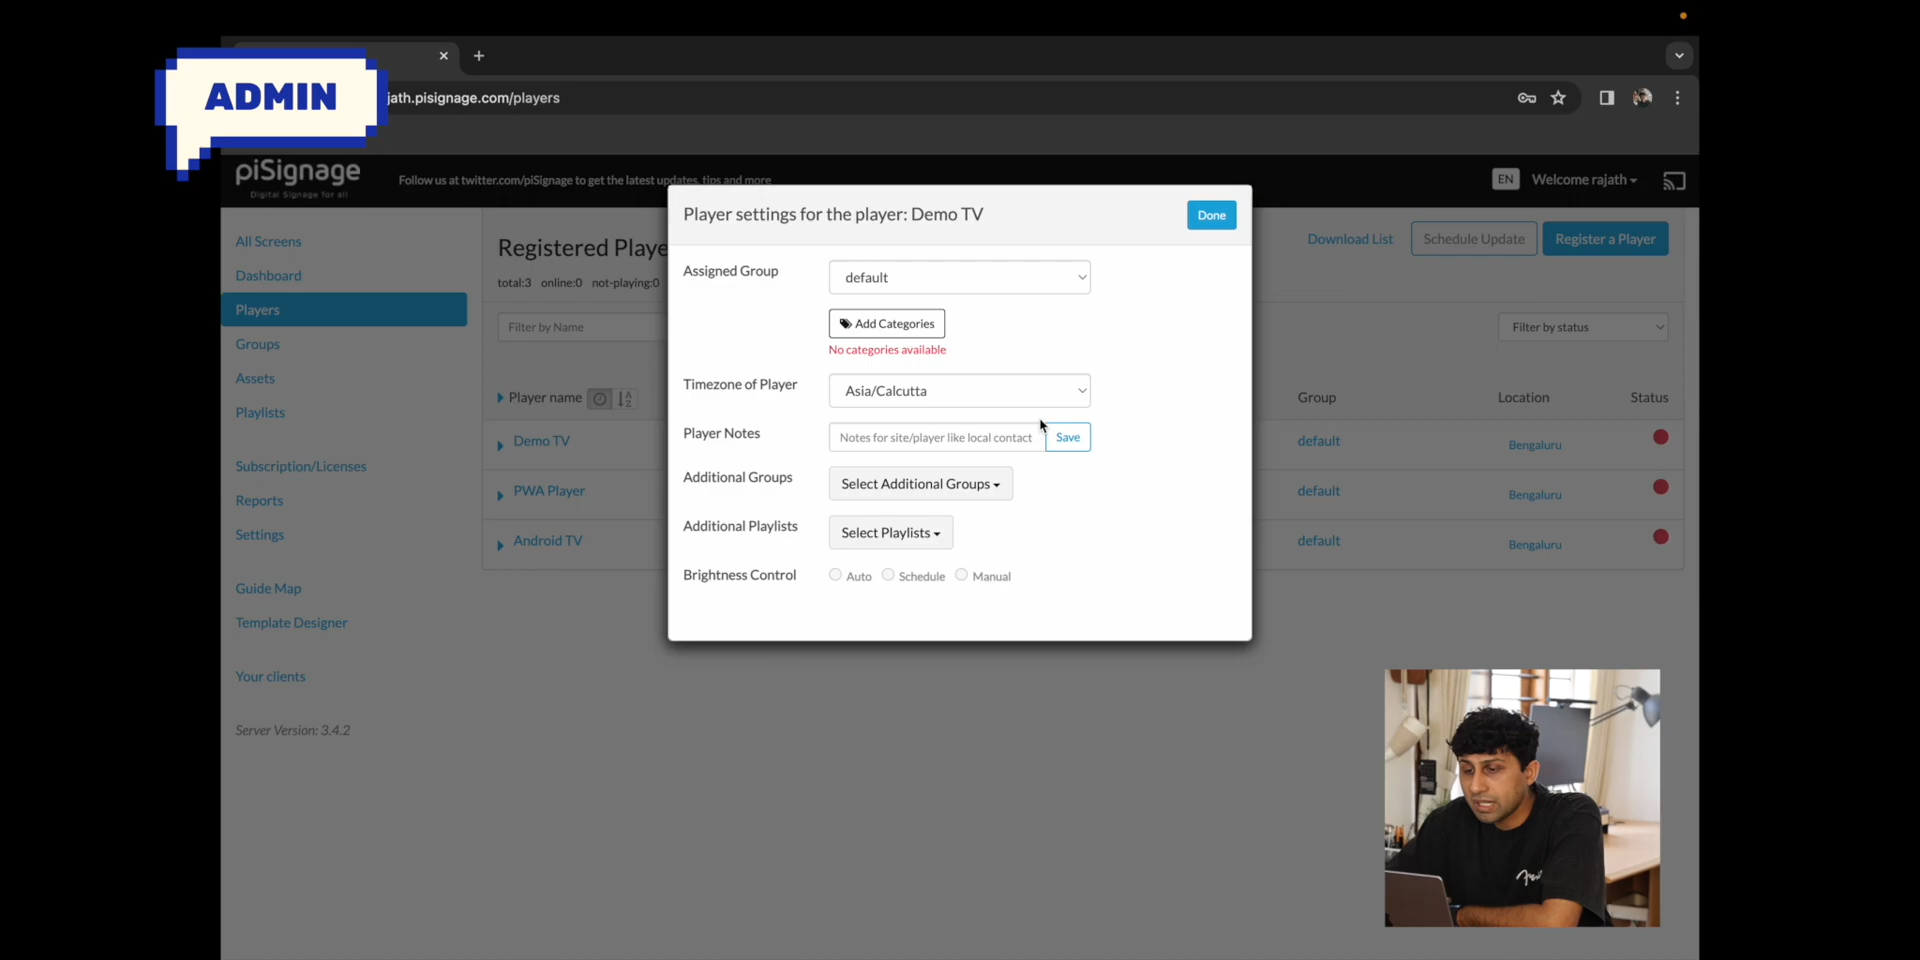 ADMIN
jath.pisignage.com/players
piSignage
Digital Signage for all
Follow us at twitter.com/piSignage to get the latest updates, tips and more
EN
Welcome rajath
All Screens
Dashboard
Players
Groups
Assets
Playlists
Subscription/Licenses
Reports
Settings
Guide Map
Template Designer
Your clients
Server Version: 3.4.2
Registered Playe
total:3 online:0 not-playing:0
Download List
Schedule Update
Register a Player
Filter by Name
Filter by status
Player name
Group
Location
Status
Demo TV
default
Bengaluru
PWA Player
default
Bengaluru
Android TV
default
Bengaluru
Player settings for the player: Demo TV
Done
Assigned Group
default
Add Categories
No categories available
Timezone of Player
Asia/Calcutta
Player Notes
Notes for site/player like local contact
Save
Additional Groups
Select Additional Groups
Additional Playlists
Select Playlists
Brightness Control
Auto
Schedule
Manual